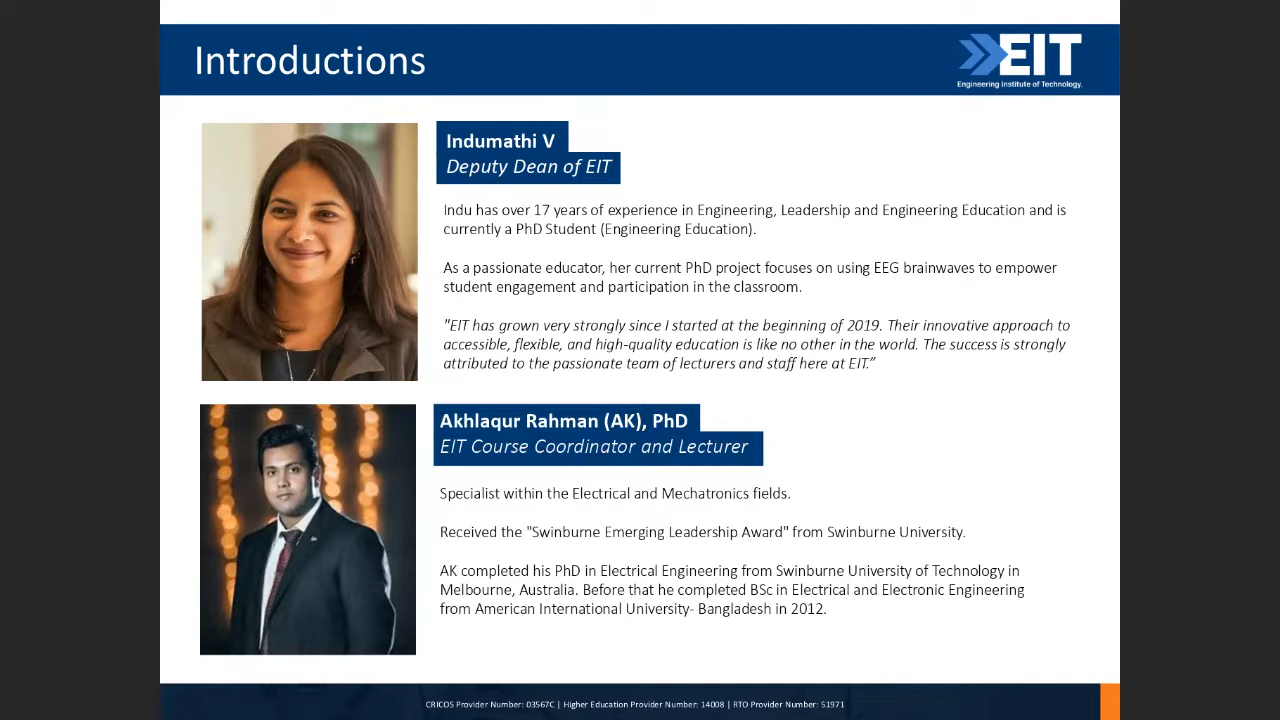 Introductions
EIT
Engineering Institute of Technology.
Indumathi V
Deputy Dean of EIT
Indu has over 17 years of experience in Engineering, Leadership and Engineering Education and is
currently a PhD Student (Engineering Education).
As a passionate educator, her current PhD project focuses on using EEG brainwaves to empower
student engagement and participation in the classroom.
"EIT has grown very strongly since I started at the beginning of 2019. Their innovative approach to
accessible, flexible, and high-quality education is like no other in the world. The success is strongly
attributed to the passionate team of lecturers and staff here at EIT.”
Akhlaqur Rahman (AK), PhD
EIT Course Coordinator and Lecturer
Specialist within the Electrical and Mechatronics fields.
Received the "Swinburne Emerging Leadership Award" from Swinburne University.
AK completed his PhD in Electrical Engineering from Swinburne University of Technology in
Melbourne, Australia. Before that he completed BSc in Electrical and Electronic Engineering
from American International University- Bangladesh in 2012.
CRICOS Provider Number: 03567C | Higher Education Provider Number: 14008 | RTO Provider Number: 51971